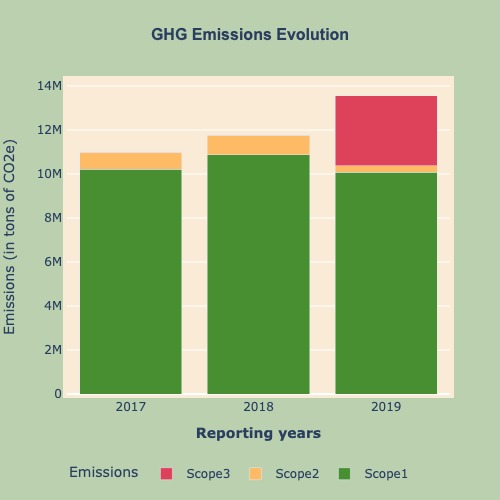 GHG Emissions Evolution
Emissions (in tons of CO2e)
14M
12M
10M
8M
6M
4M
2M
0
2017 2018 2019
Reporting years
Emissions Scope3 Scope2 Scope1